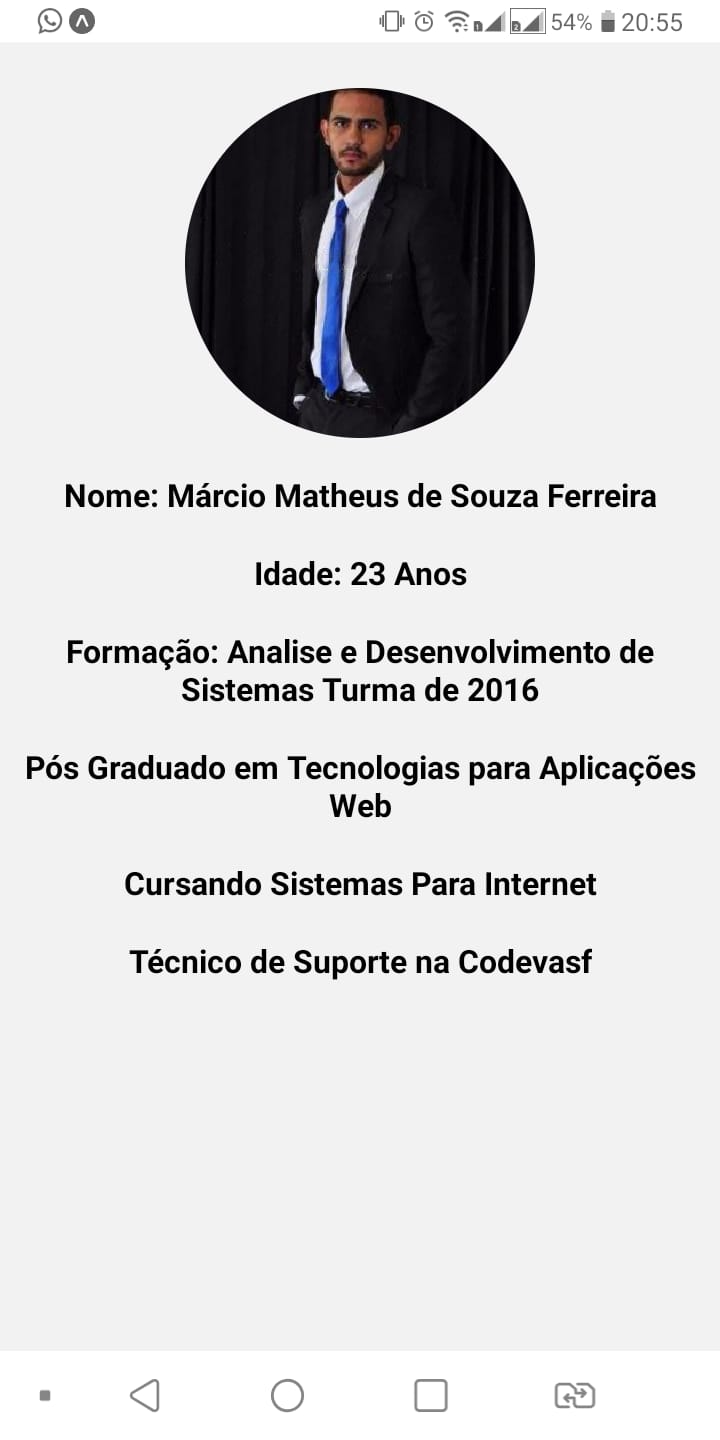 54% 20:55
Nome: Márcio Matheus de Souza Ferreira
Idade: 23 Anos
Formação: Analise e Desenvolvimento de
Sistemas Turma de 2016
Pós Graduado em Tecnologias para Aplicações
Web
Cursando Sistemas Para Internet
Técnico de Suporte na Codevasf